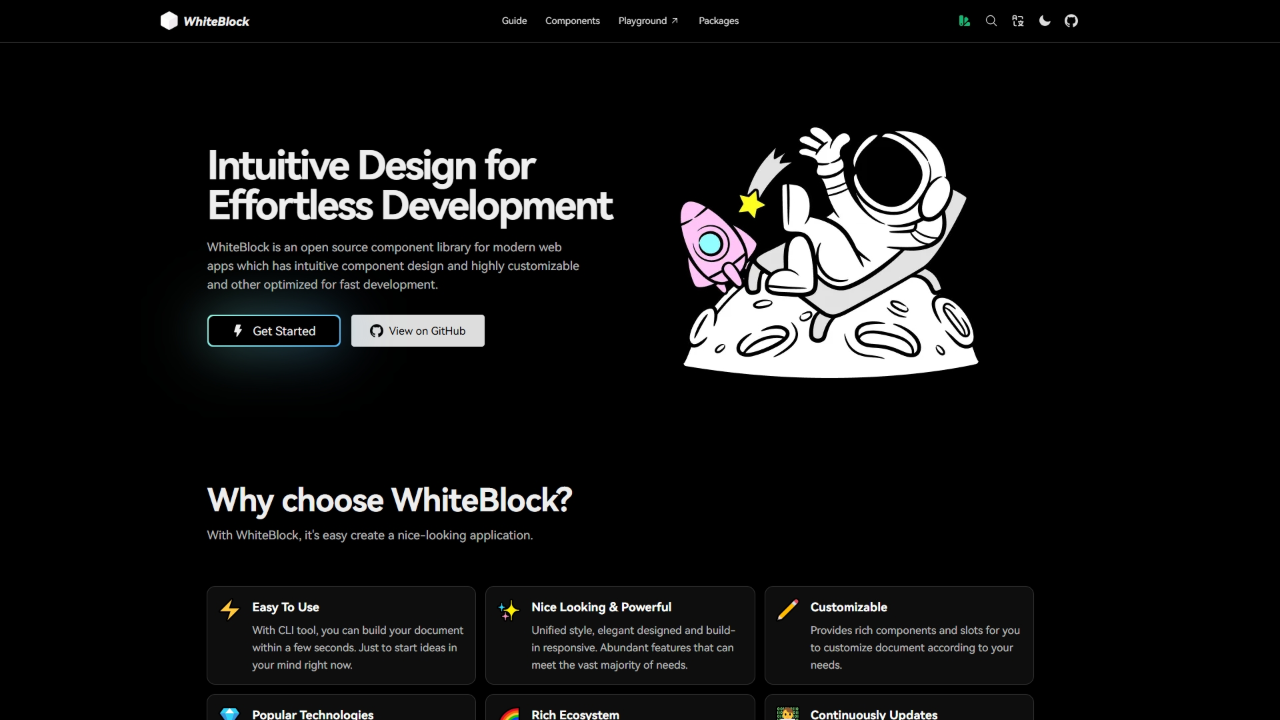 WhiteBlock
Guide Components Playground ↗ Packages
Intuitive Design for
Effortless Development
WhiteBlock is an open source component library for modern web
apps which has intuitive component design and highly customizable
and other optimized for fast development.
Get Started
View on GitHub
Why choose WhiteBlock?
With WhiteBlock, it's easy create a nice-looking application.
Easy To Use
With CLI tool, you can build your document
within a few seconds. Just to start ideas in
your mind right now.
Nice Looking & Powerful
Unified style, elegant designed and build-
in responsive. Abundant features that can
meet the vast majority of needs.
Customizable
Provides rich components and slots for you
to customize document according to your
needs.
Popular Technologies
Rich Ecosystem
Continuously Updates